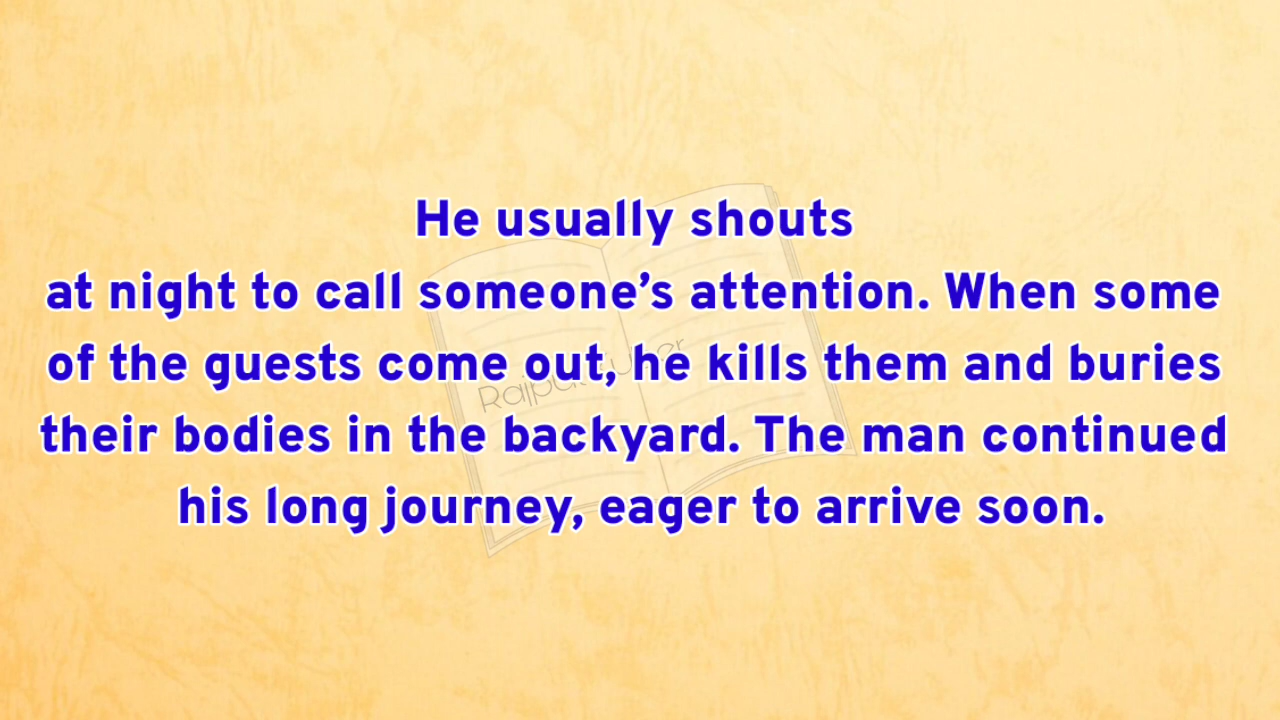 He usually shouts
at night to call someone’s attention. When some
of the guests come out, he kills them and buries
their bodies in the backyard. The man continued
his long journey, eager to arrive soon.